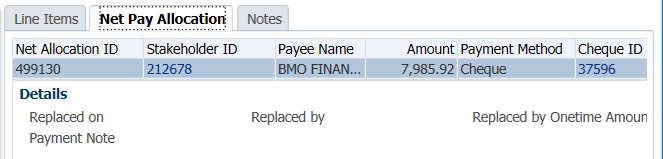 Line Items Net Pay Allocation Notes
Net Allocation ID Stakeholder ID Payee Name Amount Payment Method Cheque ID
499130 212678 BMO FINAN... 7,985.92 Cheque 37596
Details
Replaced on Replaced by Replaced by Onetime Amoun
Payment Note